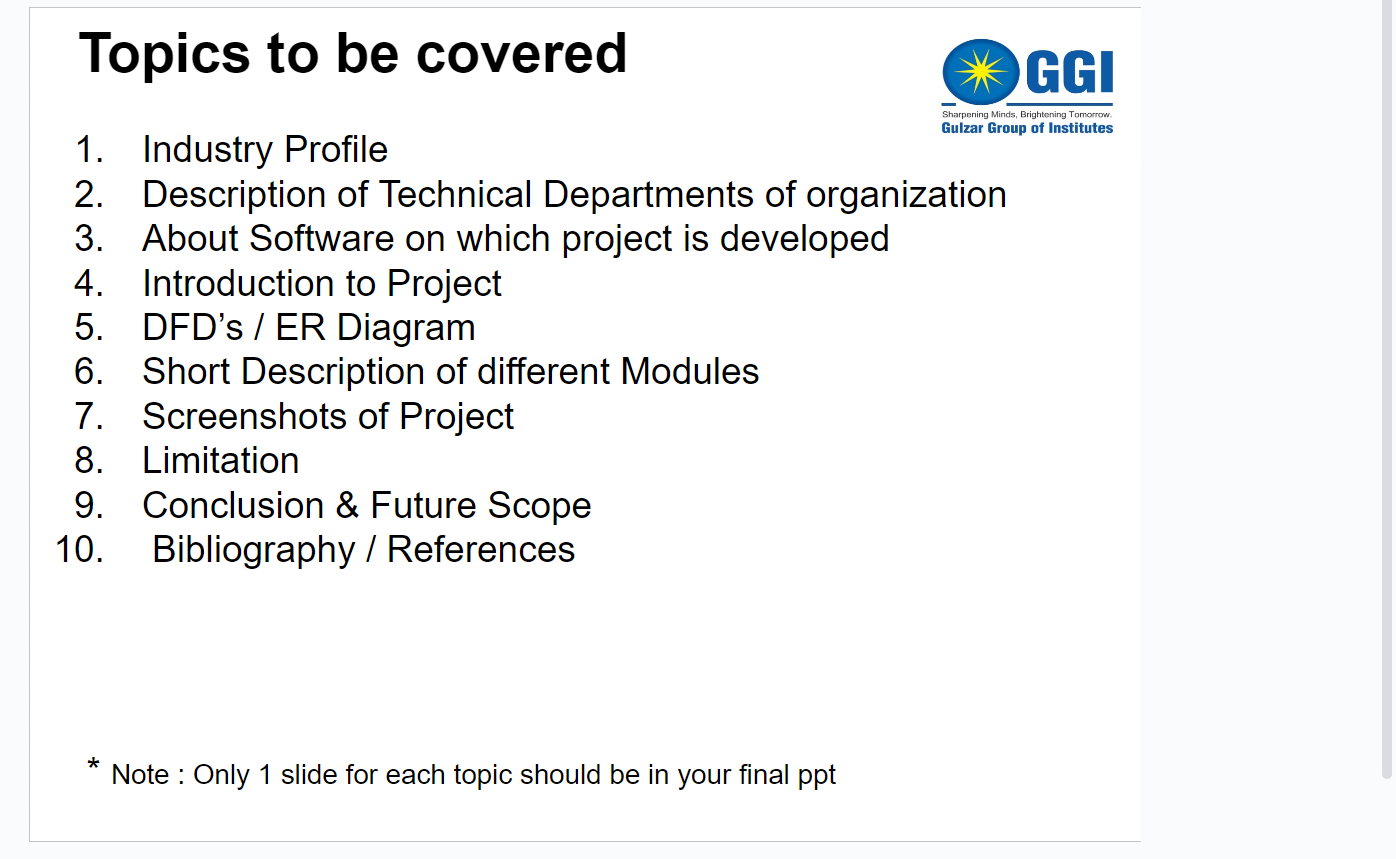 Topics to be covered
GGI
Sharpening Minds, Brightening Tomorrow.
Gulzar Group of Institutes
1. Industry Profile
2. Description of Technical Departments of organization
3. About Software on which project is developed
4. Introduction to Project
5. DFD’s / ER Diagram
6. Short Description of different Modules
7. Screenshots of Project
8. Limitation
9. Conclusion & Future Scope
10. Bibliography / References
* Note : Only 1 slide for each topic should be in your final ppt